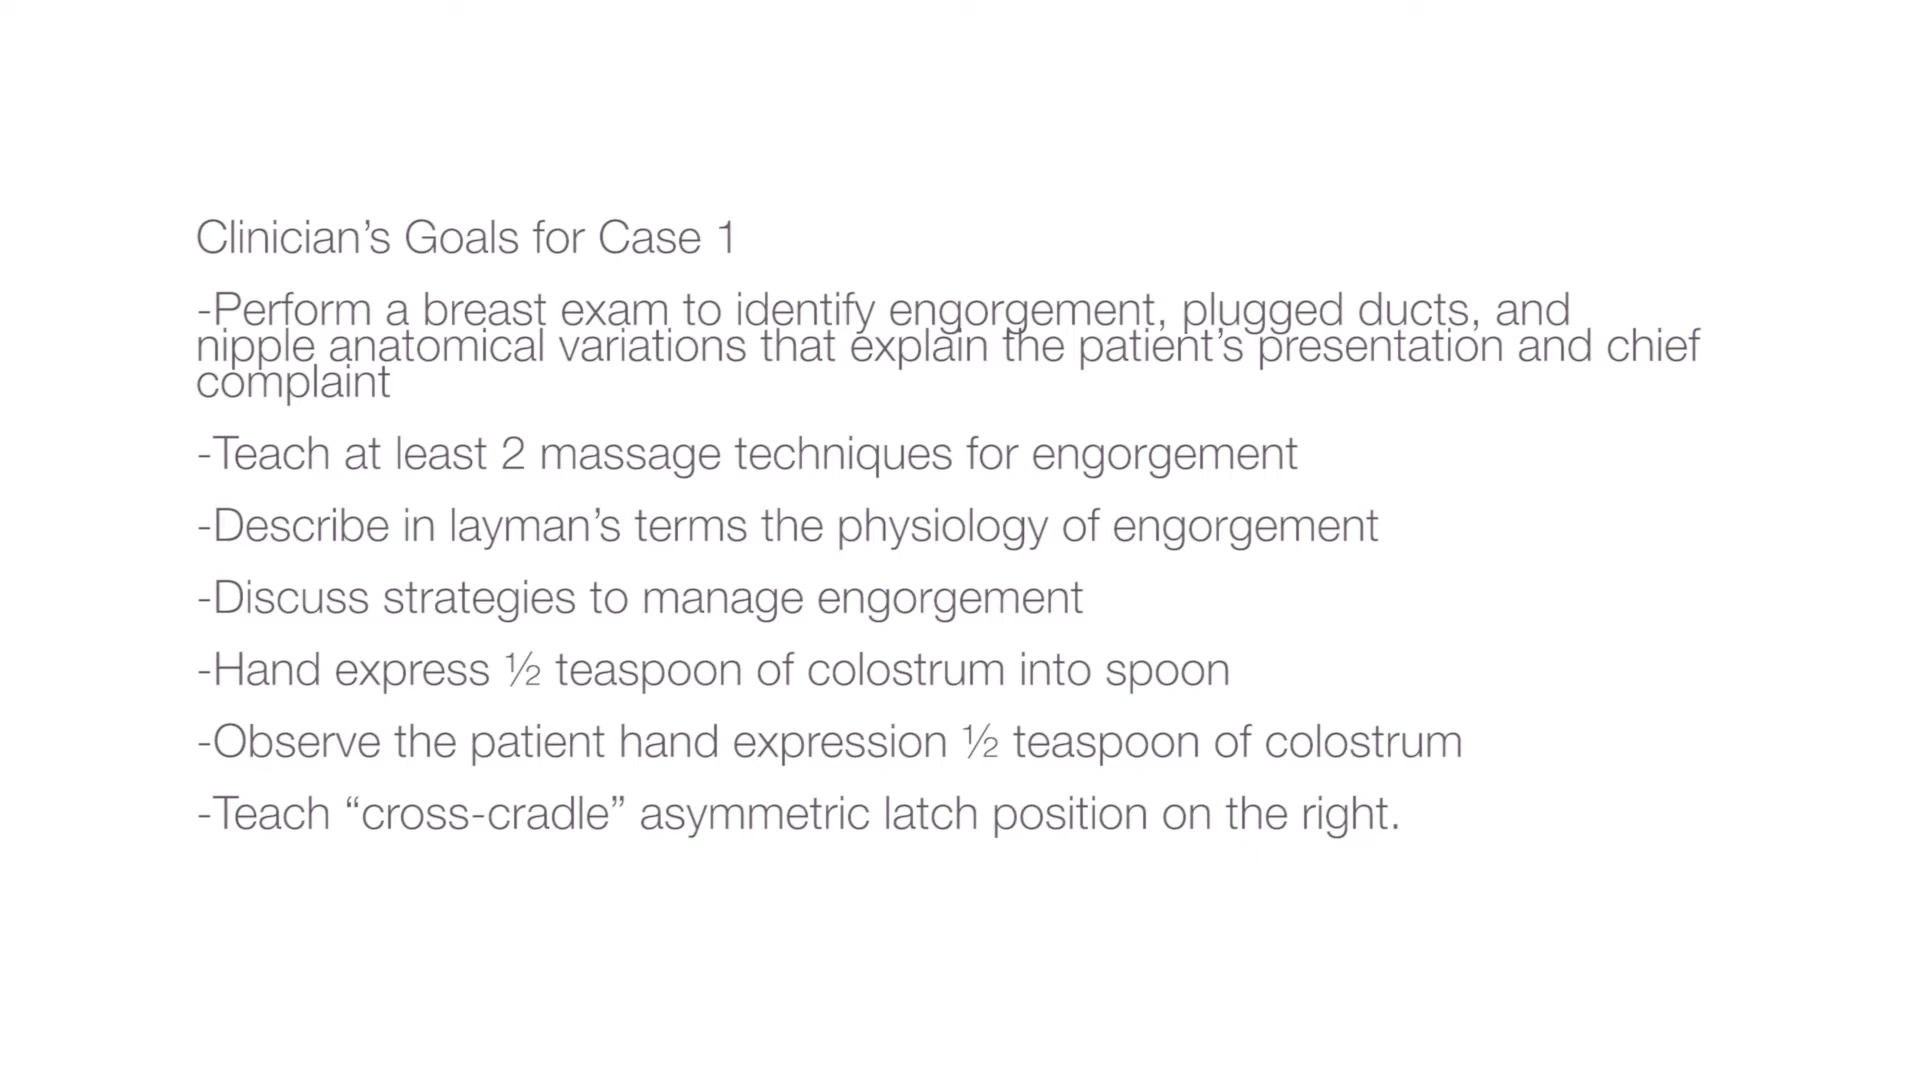 Clinician’s Goals for Case 1
-Perform a breast exam to identify engorgement, plugged ducts, and
nipple anatomical variations that explain the patient’s presentation and chief
complaint
-Teach at least 2 massage techniques for engorgement
-Describe in layman’s terms the physiology of engorgement
-Discuss strategies to manage engorgement
-Hand express ½ teaspoon of colostrum into spoon
-Observe the patient hand expression ½ teaspoon of colostrum
-Teach “cross-cradle” asymmetric latch position on the right.